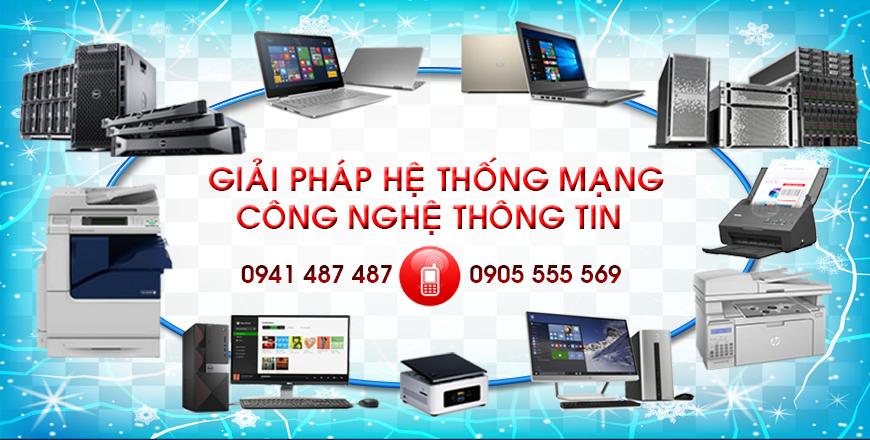 GIẢI PHÁP HỆ THỐNG MẠNG
CÔNG NGHỆ THÔNG TIN
0941 487 487 0905 555 569